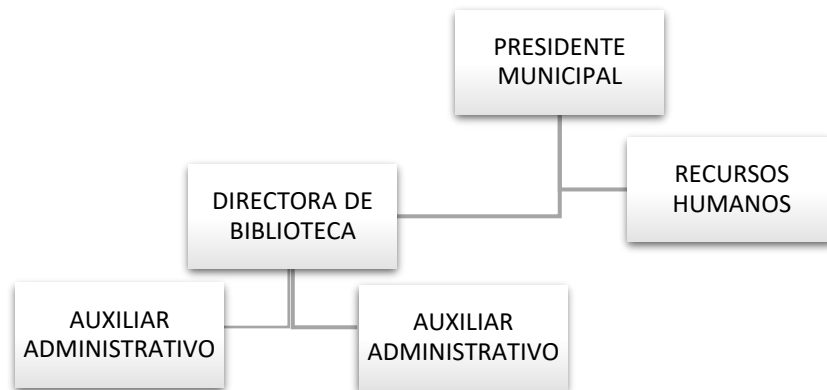 PRESIDENTE
MUNICIPAL
RECURSOS
HUMANOS
DIRECTORA DE
BIBLIOTECA
AUXILIAR
ADMINISTRATIVO
AUXILIAR
ADMINISTRATIVO